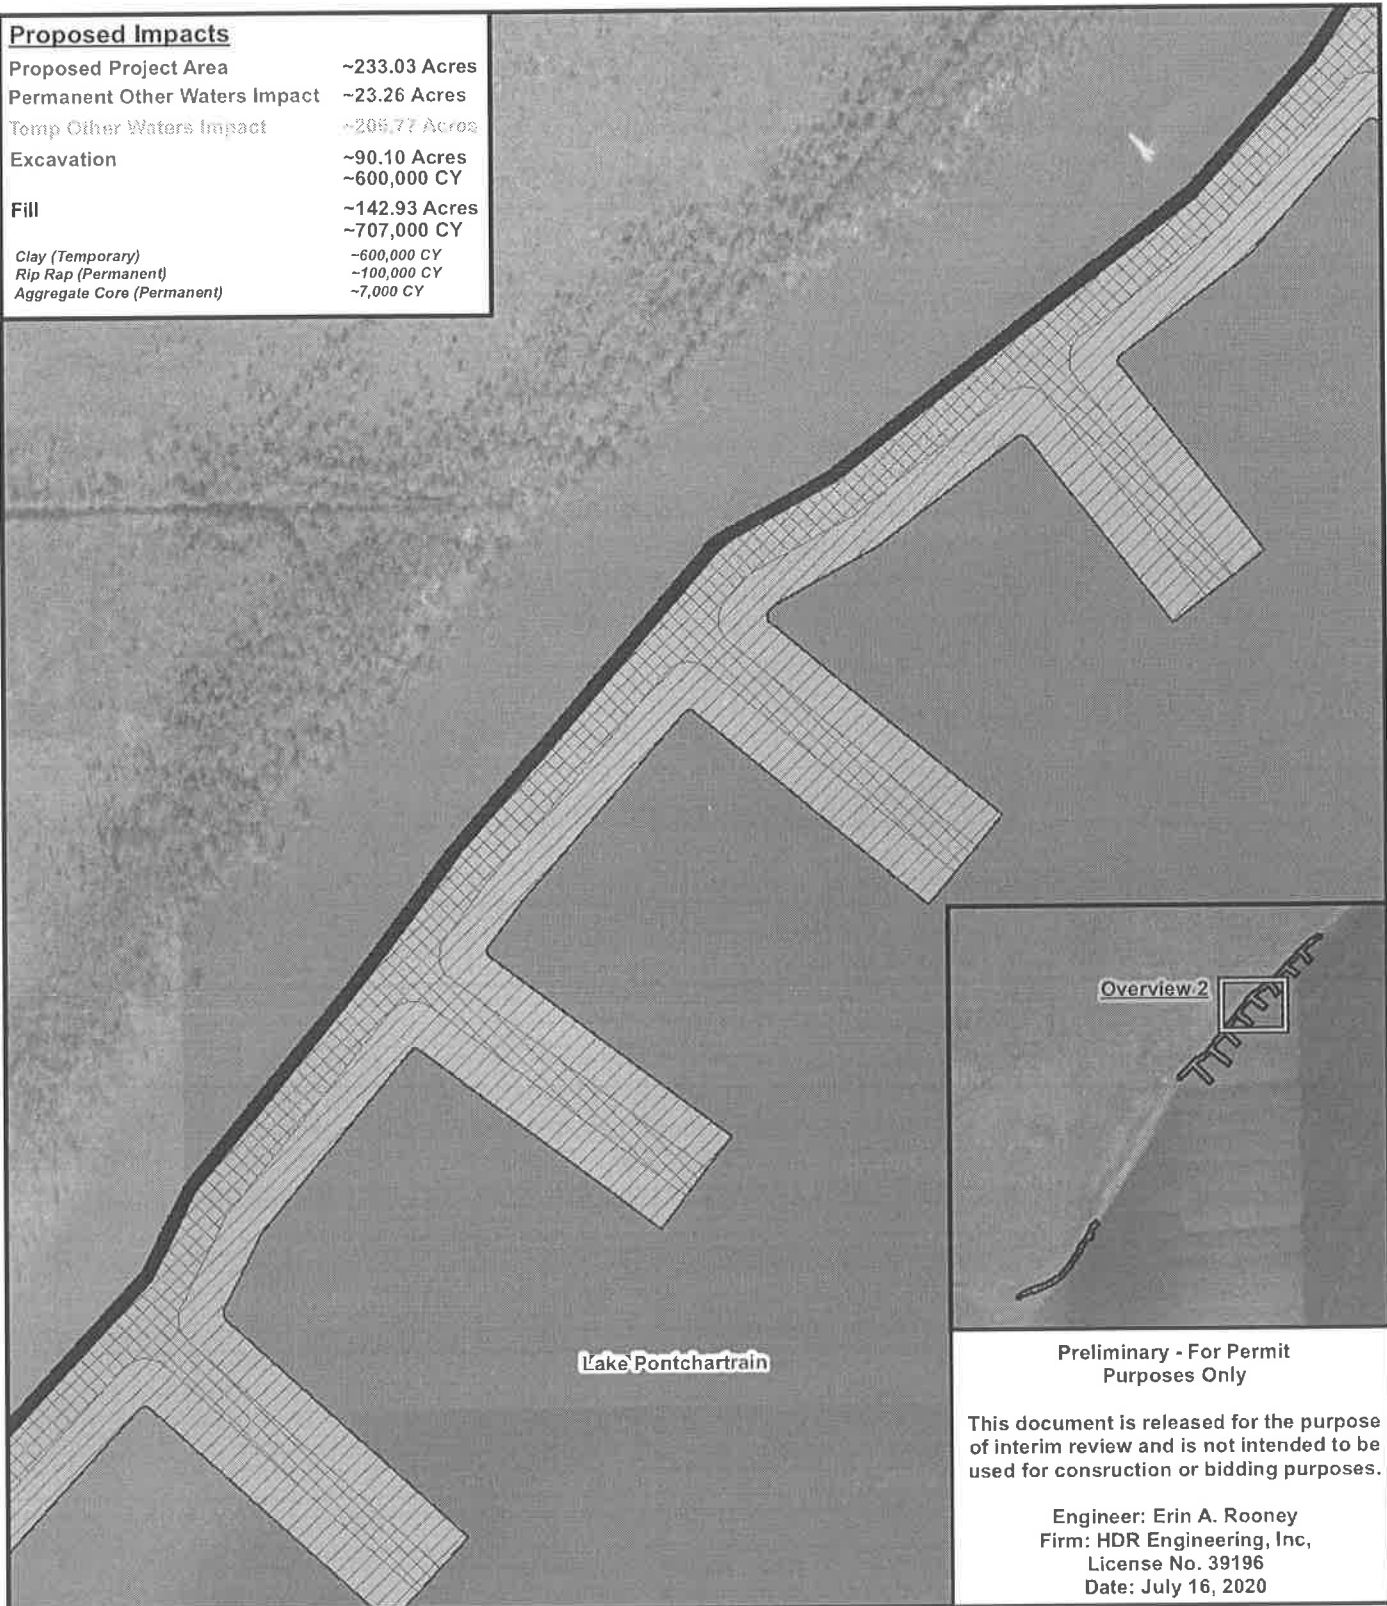 Proposed Impacts
Proposed Project Area ~233.03 Acres
Permanent Other Waters Impact ~23.26 Acres
Temp Other Waters Impact ~209.77 Acres
Excavation ~90.10 Acres
~600,000 CY
Fill ~142.93 Acres
~707,000 CY
Clay (Temporary) ~600,000 CY
Rip Rap (Permanent) ~100,000 CY
Aggregate Core (Permanent) ~7,000 CY
Overview 2
Lake Pontchartrain
Preliminary - For Permit
Purposes Only
This document is released for the purpose
of interim review and is not intended to be
used for consruction or bidding purposes.
Engineer: Erin A. Rooney
Firm: HDR Engineering, Inc,
License No. 39196
Date: July 16, 2020